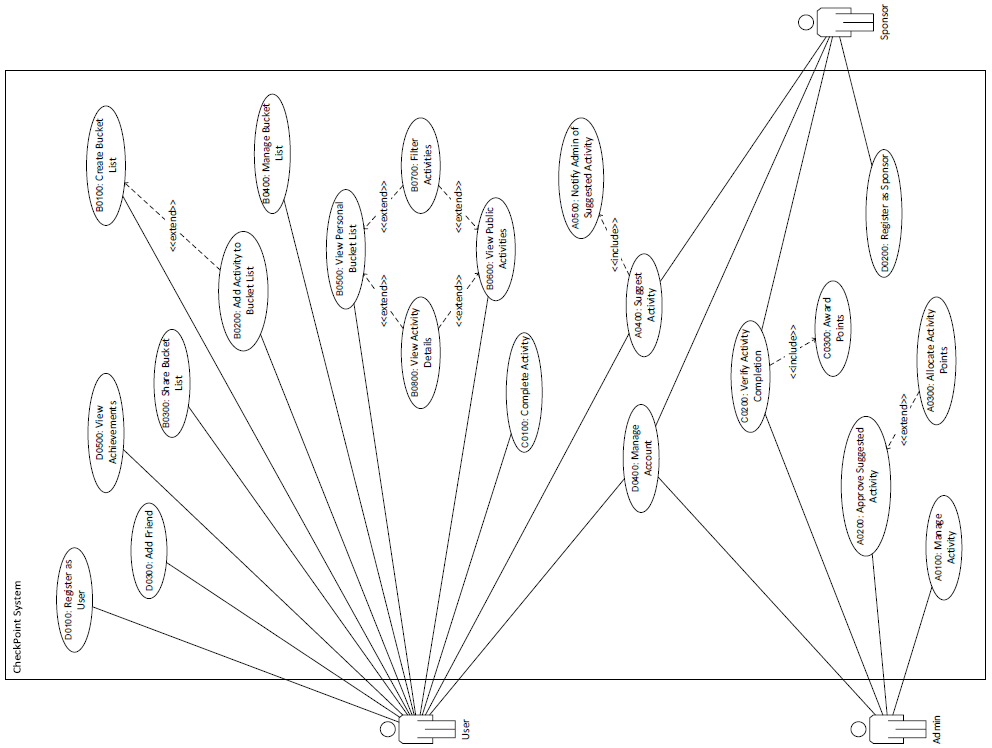 CheckPoint System
D0100: Register as
User
D0300: Add Friend
D0500: View
Achievements
B0300: Share Bucket
List
B0100: Create Bucket
List
<<extend>>
B0200: Add Activity to
Bucket List
B0400: Manage Bucket
List
B0500: View Personal
Bucket List
<<extend>>
<<extend>>
B0700: Filter
Activities
B0800: View Activity
Details
<<extend>>
<<extend>>
B0600: View Public
Activities
C0100: Complete Activity
A0500: Notify Admin of
Suggested Activity
<<include>>
A0400: Suggest
Activity
D0400: Manage
Account
C0200: Verify Activity
Completion
<<include>>
C0300: Award
Points
D0200: Register as Sponsor
A0200: Approve Suggested
Activity
<<extend>>
A0300: Allocate Activity
Points
A0100: Manage
Activity
User
Admin
Sponsor